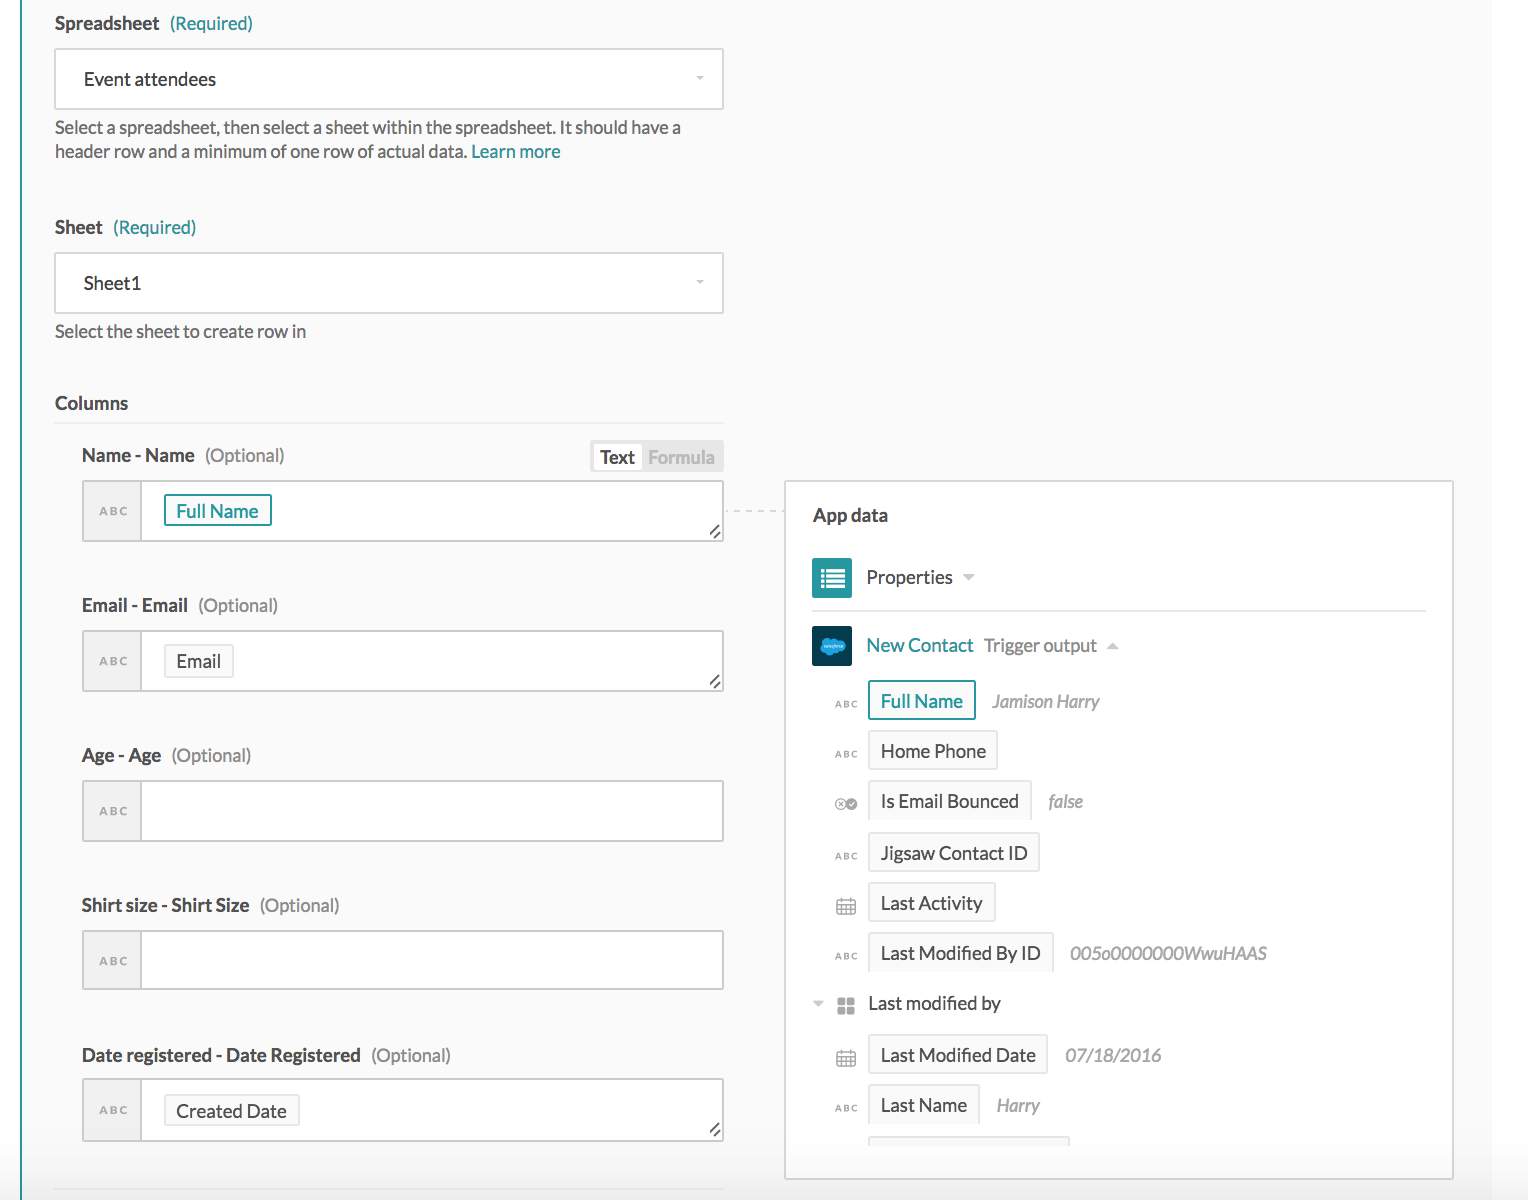 Spreadsheet (Required)
Event attendees
Select a spreadsheet, then select a sheet within the spreadsheet. It should have a
header row and a minimum of one row of actual data. Learn more
Sheet (Required)
Sheet1
Select the sheet to create row in
Columns
Name - Name (Optional)
Text Formula
ABC Full Name
Email - Email (Optional)
ABC Email
Age - Age (Optional)
ABC
Shirt size - Shirt Size (Optional)
ABC
Date registered - Date Registered (Optional)
ABC Created Date
App data
Properties
New Contact Trigger output
ABC Full Name Jamison Harry
ABC Home Phone
Is Email Bounced false
ABC Jigsaw Contact ID
Last Activity
ABC Last Modified By ID 005o0000000WwuHAAS
Last modified by
Last Modified Date 07/18/2016
ABC Last Name Harry